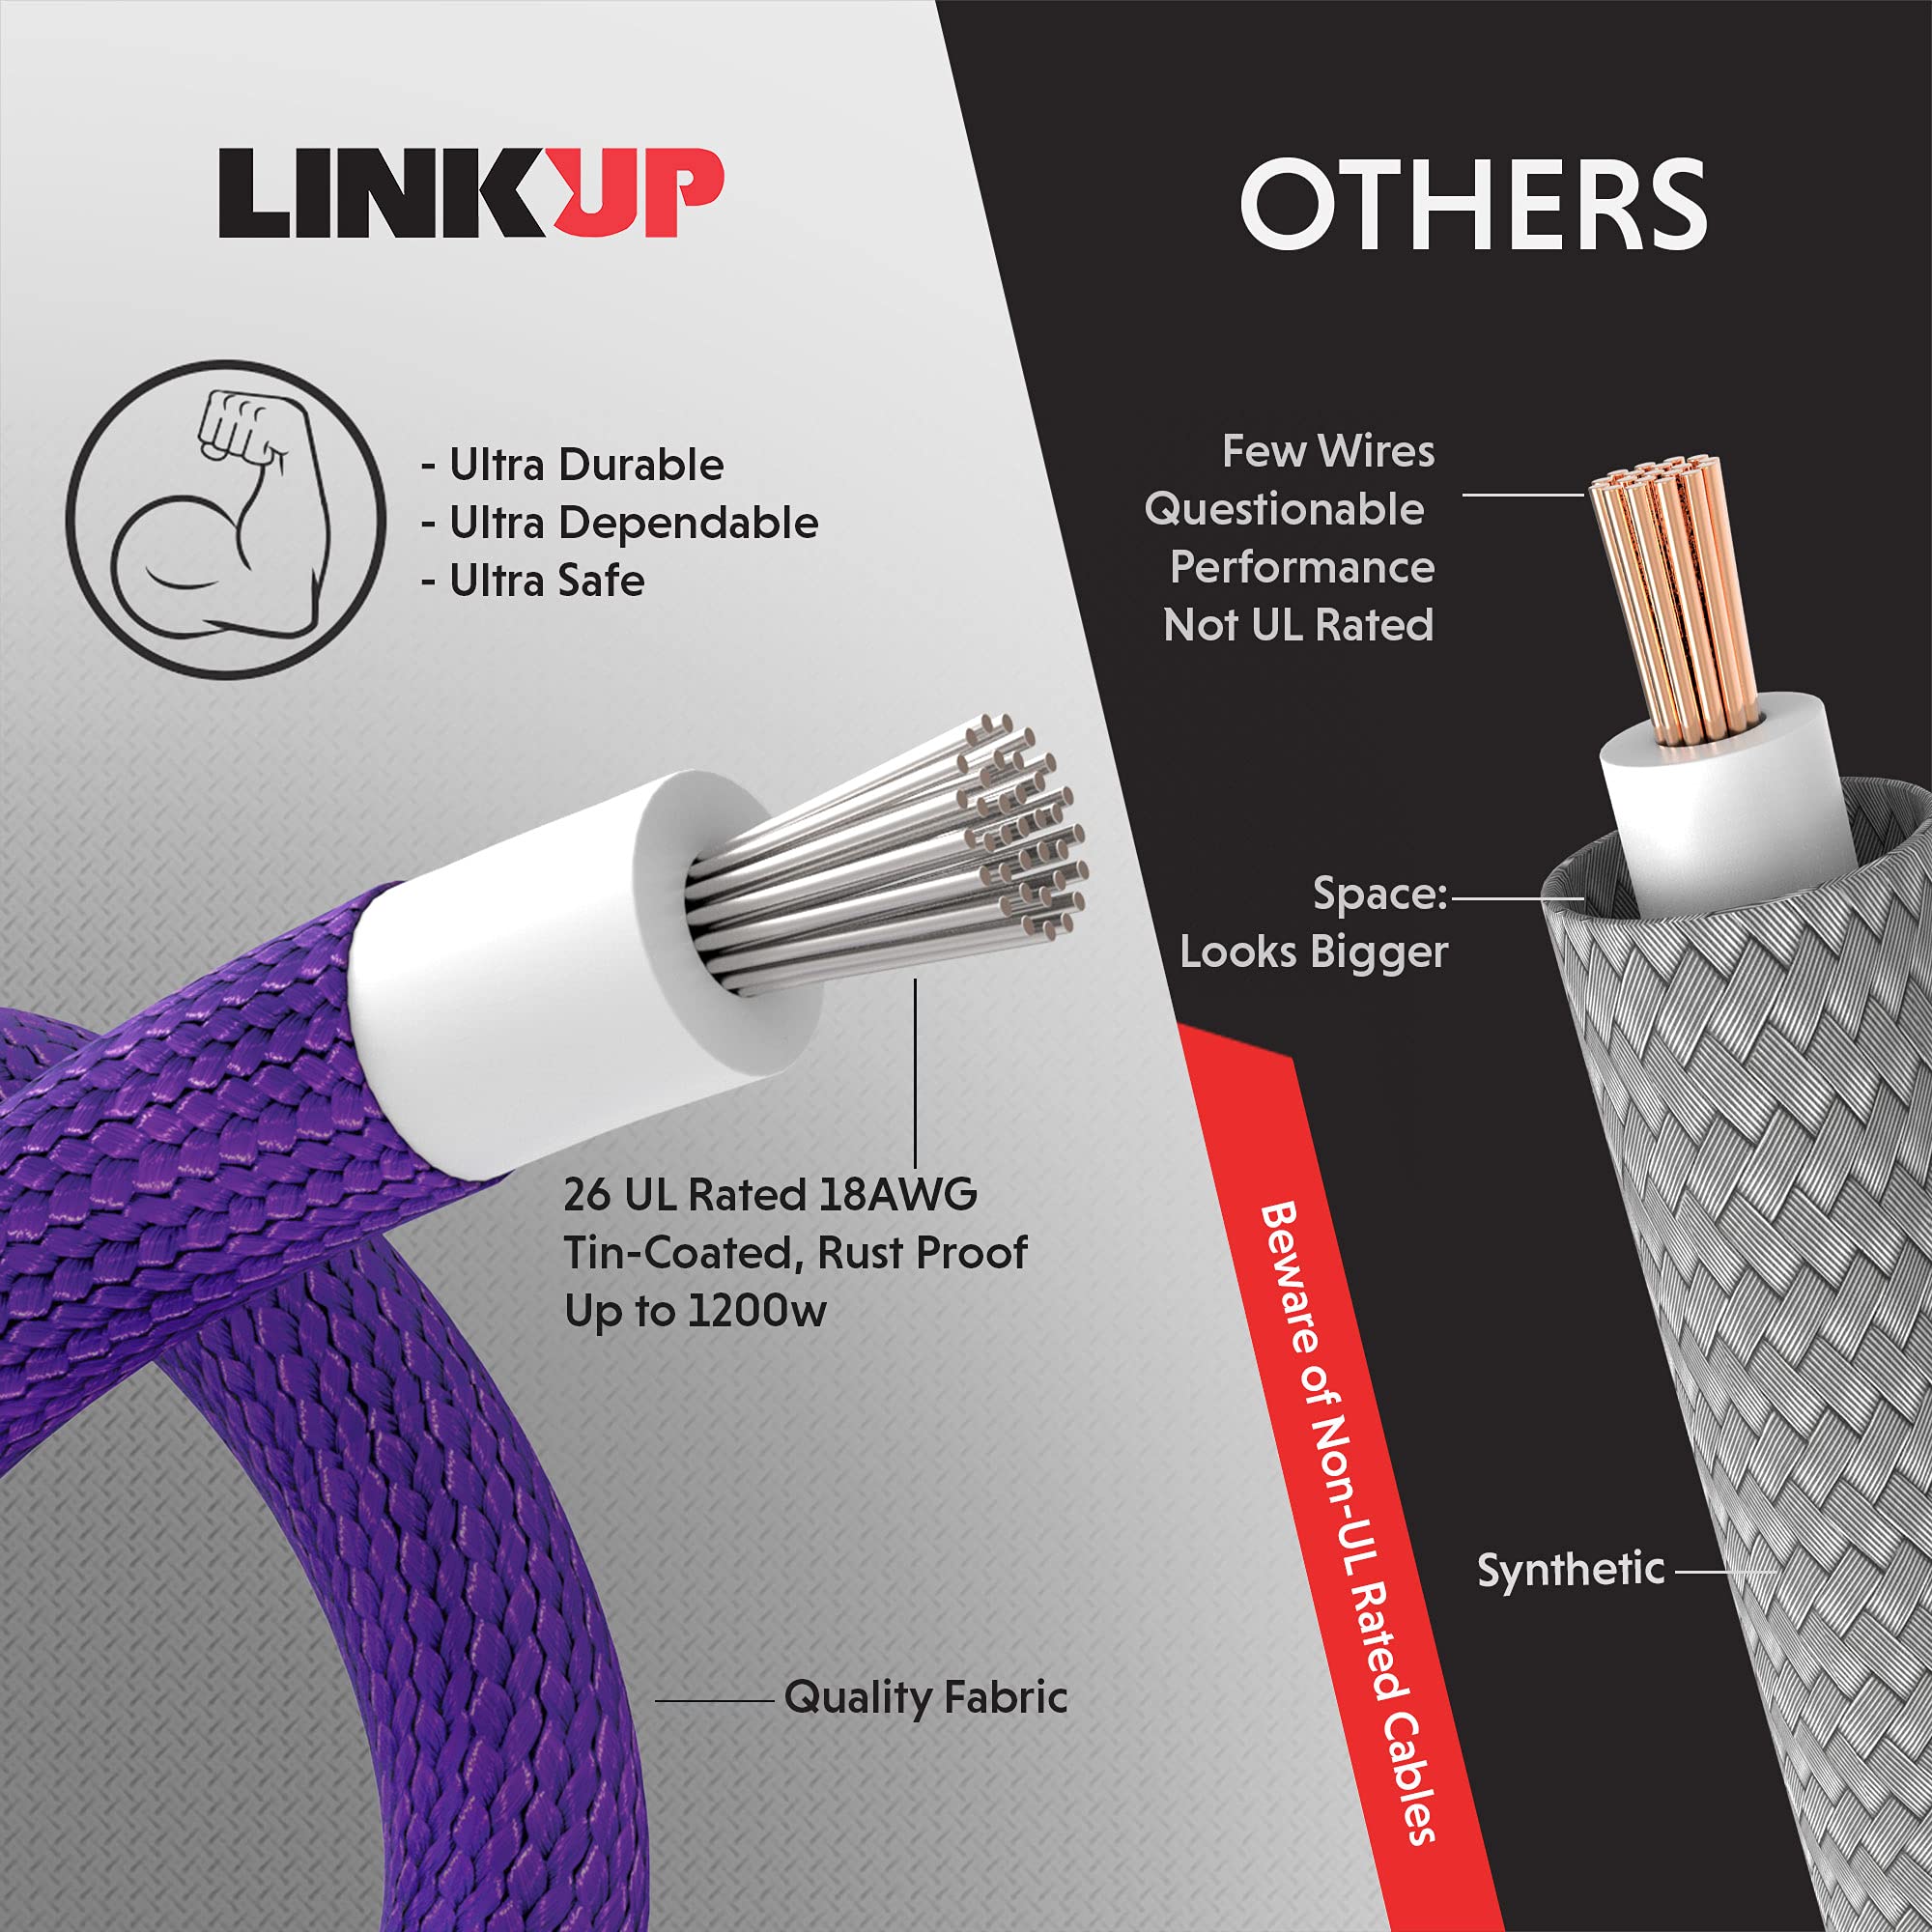 LINKUP
- Ultra Durable
- Ultra Dependable
- Ultra Safe
26 UL Rated 18AWG
Tin-Coated, Rust Proof
Up to 1200w
Quality Fabric
OTHERS
Few Wires
Questionable
Performance
Not UL Rated
Space:
Looks Bigger
Beware of Non-UL Rated Cables
Synthetic